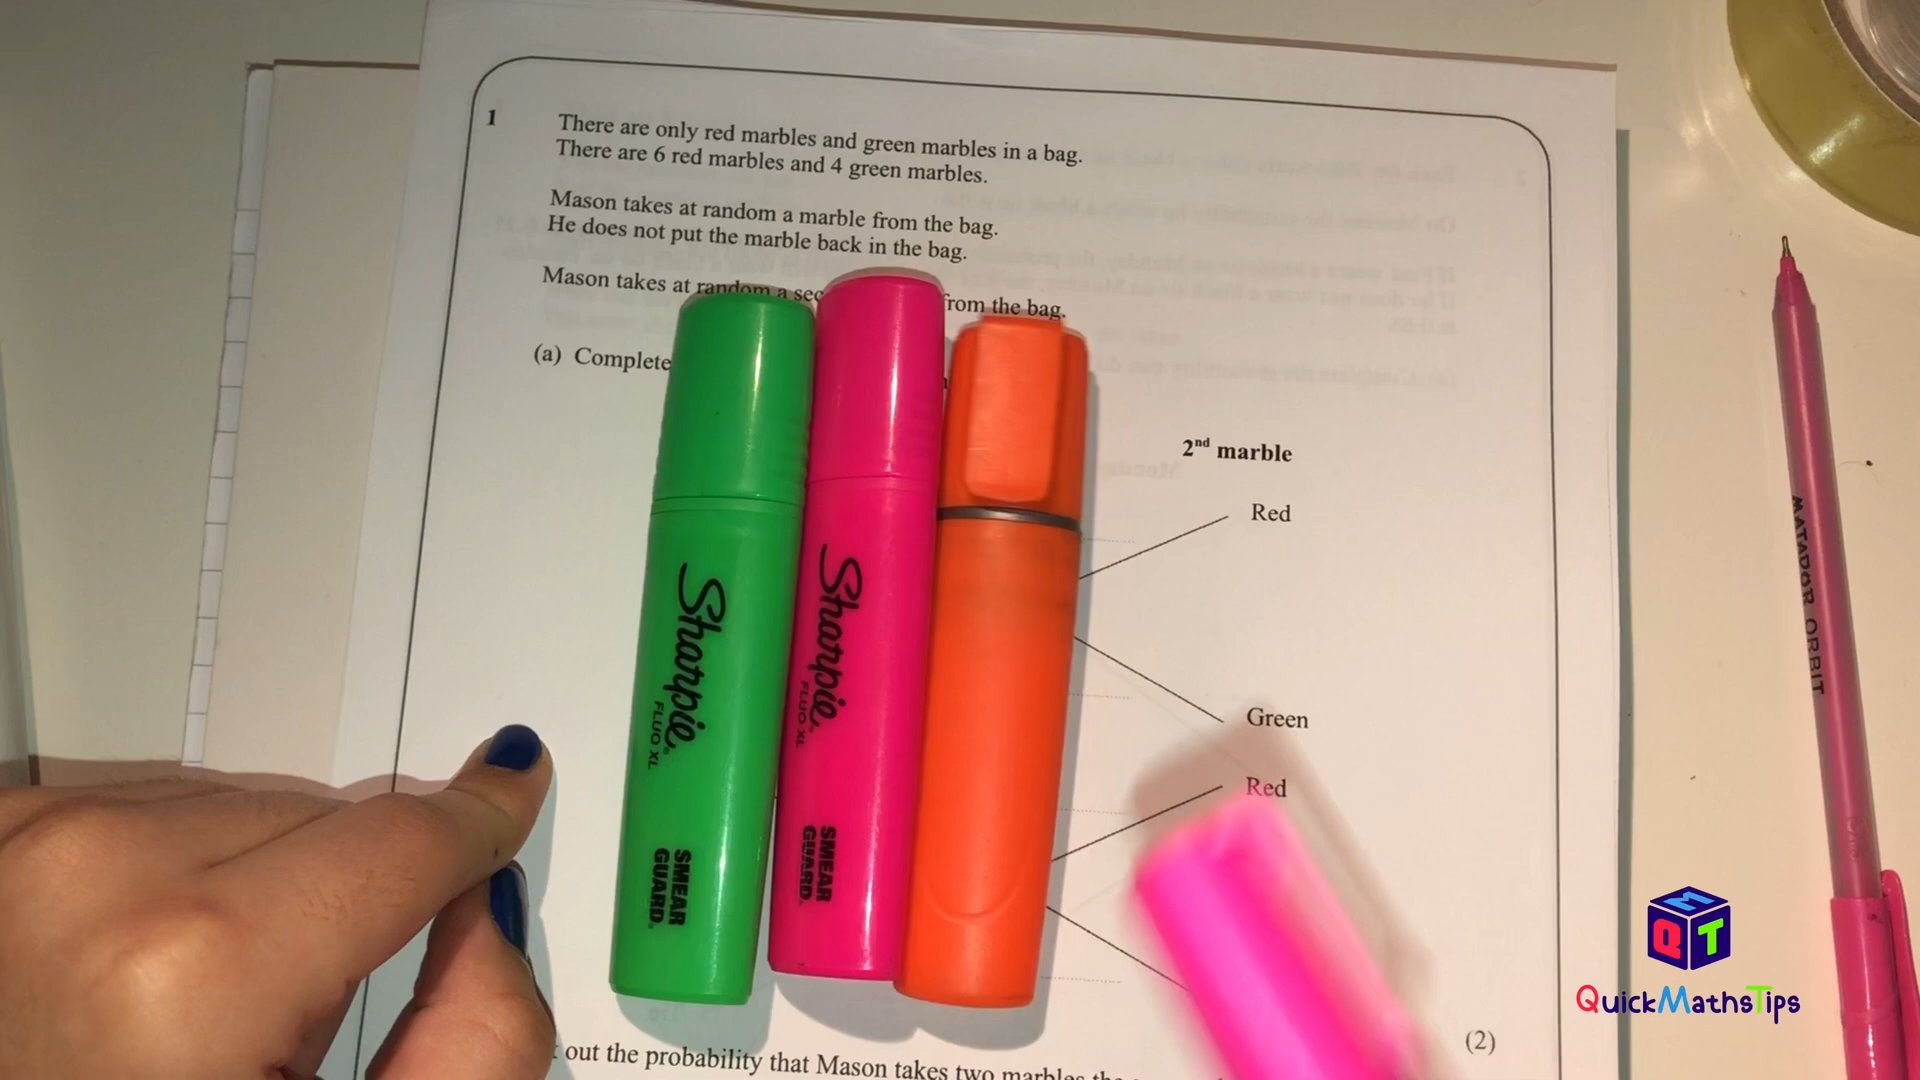 1
There are only red marbles and green marbles in a bag.
There are 6 red marbles and 4 green marbles.
Mason takes at random a marble from the bag.
He does not put the marble back in the bag.
Mason takes at random a sec from the bag.
(a) Complete
2nd marble
Red
Green
Red
(2)
out the probability that Mason takes two marbles
Sharpie
FLUO XL
SMEAR
GUARD
Sharpie
FLUO XL
SMEAR
GUARD
MATADOR ORBIT
M
Q T
QuickMathsTips